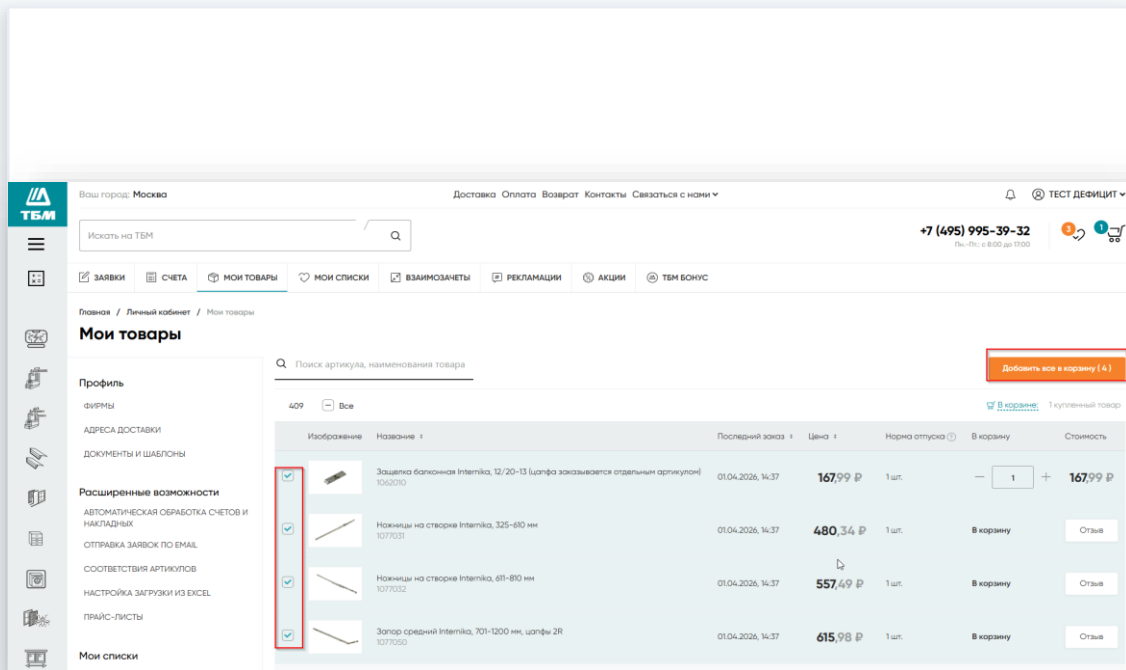 Ваш город: Москва
Доставка Оплата Возврат Контакты Связаться с нами
ТЕСТ ДЕФИЦИТ
ТБМ
Искать на ТБМ
+7 (495) 995-39-32
Пн.-Пт.: с 8:00 до 17:00
3
1
ЗАЯВКИ СЧЕТА МОИ ТОВАРЫ МОИ СПИСКИ ВЗАИМОЗАЧЕТЫ РЕКЛАМАЦИИ АКЦИИ ТБМ БОНУС
Главная / Личный кабинет / Мои товары
Мои товары
Профиль
ФИРМЫ
АДРЕСА ДОСТАВКИ
ДОКУМЕНТЫ И ШАБЛОНЫ
Расширенные возможности
АВТОМАТИЧЕСКАЯ ОБРАБОТКА СЧЕТОВ И
НАКЛАДНЫХ
ОТПРАВКА ЗАЯВОК ПО EMAIL
СООТВЕТСТВИЯ АРТИКУЛОВ
НАСТРОЙКА ЗАГРУЗКИ ИЗ EXCEL
ПРАЙС-ЛИСТЫ
Мои списки
Поиск артикула, наименования товара
Добавить все в корзину ( 4 )
409 Все
В корзине: 1 купленный товар
Изображение Название Последний заказ Цена Норма отпуска ? В корзину Стоимость
Защелка балконная Internika, 12/20-13 (цапфа заказывается отдельным артикулом)
1062010
01.04.2026, 14:37 167,99 ₽ 1 шт. — 1 + 167,99 ₽
Ножницы на створке Internika, 325-610 мм
1077031
01.04.2026, 14:37 480,34 ₽ 1 шт. В корзину Отзыв
Ножницы на створке Internika, 611-810 мм
1077032
01.04.2026, 14:37 557,49 ₽ 1 шт. В корзину Отзыв
Запор средний Internika, 701-1200 мм, цапфы 2R
1077050
01.04.2026, 14:37 615,98 ₽ 1 шт. В корзину Отзыв